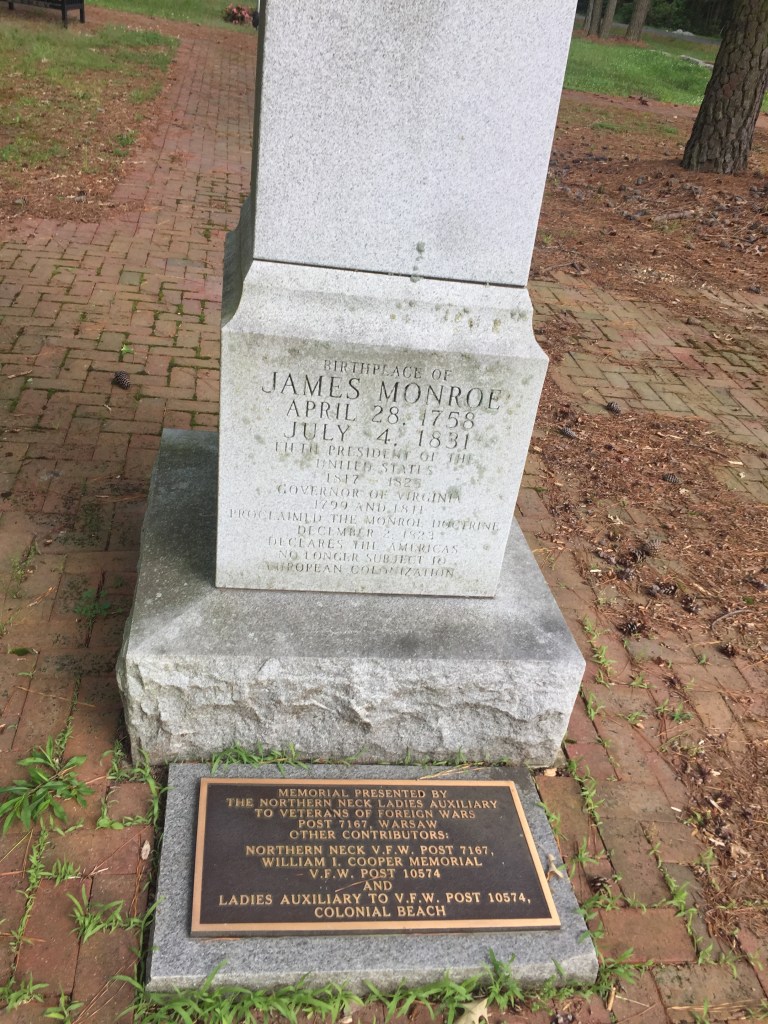 BIRTHPLACE OF
JAMES MONROE
APRIL 28, 1758
JULY 4, 1831
FIFTH PRESIDENT OF THE
UNITED STATES
1817 1825
GOVERNOR OF VIRGINIA
1799 AND 1811
PROCLAIMED THE MONROE DOCTRINE
DECEMBER 2, 1823
DECLARES THE AMERICAS
NO LONGER SUBJECT TO
EUROPEAN COLONIZATION
MEMORIAL PRESENTED BY
THE NORTHERN NECK LADIES AUXILIARY
TO VETERANS OF FOREIGN WARS
POST 7167, WARSAW
OTHER CONTRIBUTORS:
NORTHERN NECK V.F.W. POST 7167,
WILLIAM I. COOPER MEMORIAL
V.F.W. POST 10574
AND
LADIES AUXILIARY TO V.F.W. POST 10574,
COLONIAL BEACH